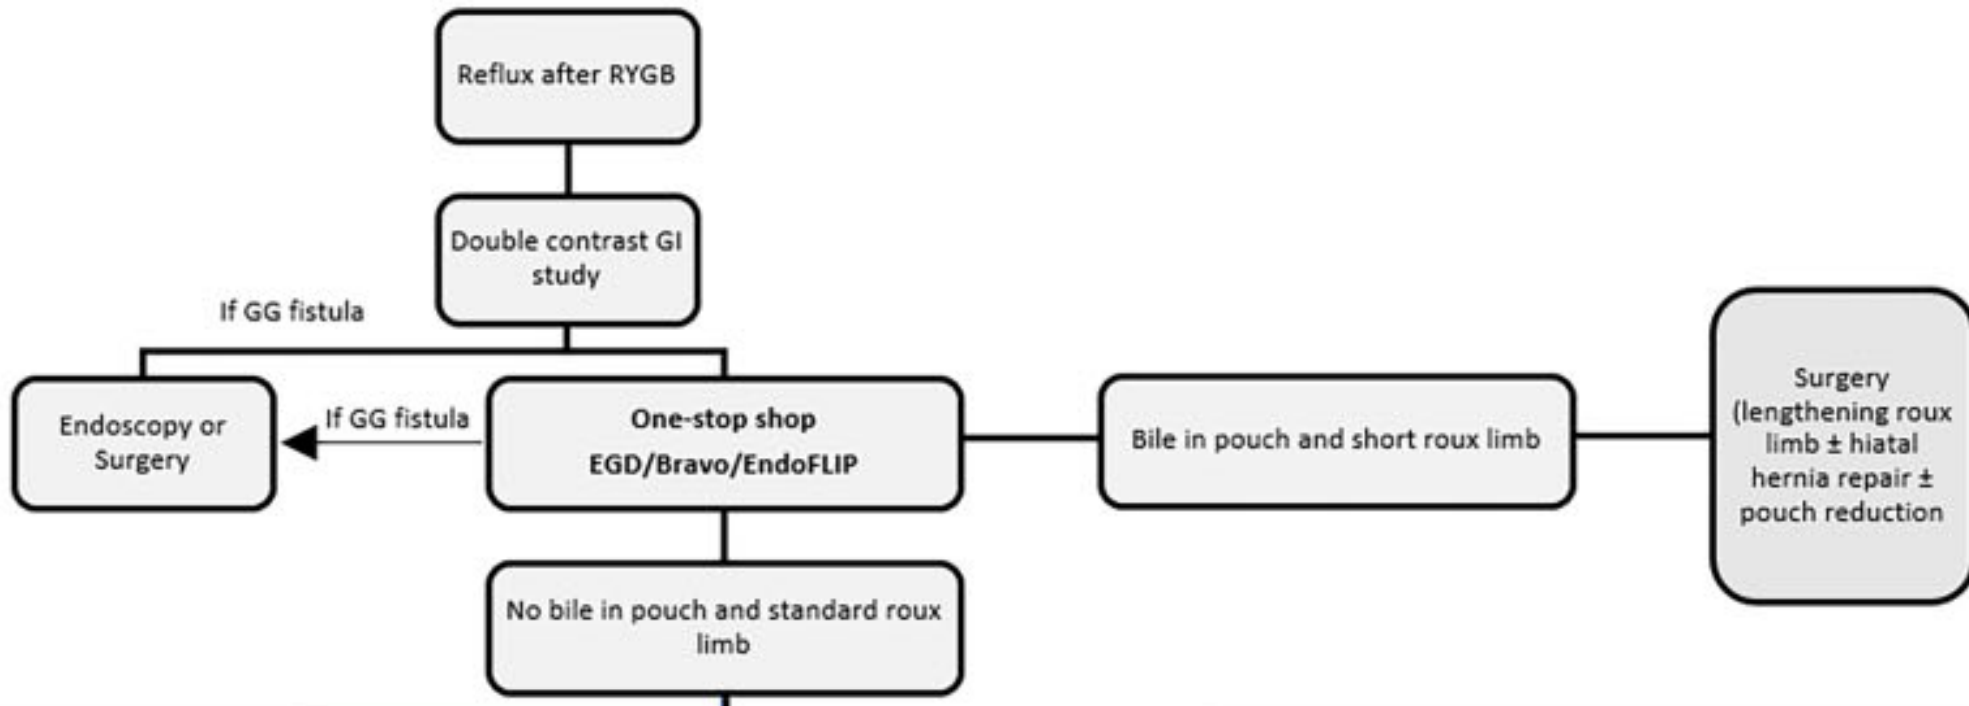 Reflux after RYGB
Double contrast GI
study
If GG fistula
Endoscopy or
Surgery
If GG fistula
One-stop shop
EGD/Bravo/EndoFLIP
Bile in pouch and short roux limb
Surgery
(lengthening roux
limb ± hiatal
hernia repair ±
pouch reduction
No bile in pouch and standard roux
limb